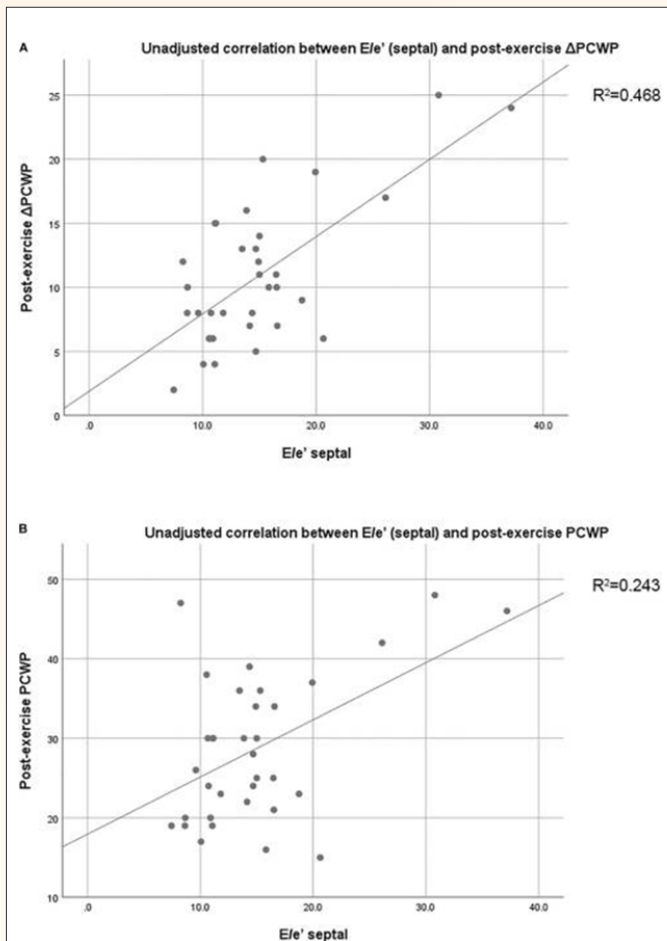 A
Unadjusted correlation between E/e' (septal) and post-exercise ΔPCWP
R²=0.468
25
20
15
10
5
0
Post-exercise ΔPCWP
.0 10.0 20.0 30.0 40.0
E/e' septal
B
Unadjusted correlation between E/e' (septal) and post-exercise PCWP
R²=0.243
50
40
30
20
10
Post-exercise PCWP
.0 10.0 20.0 30.0 40.0
E/e' septal